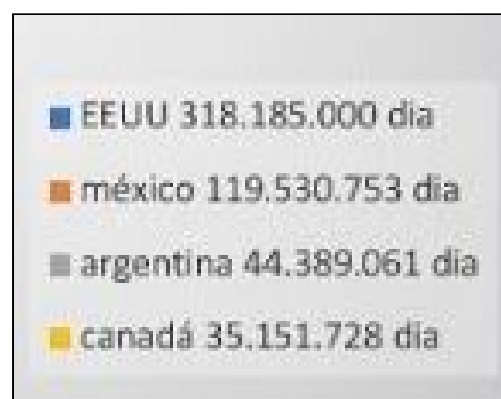 EEUU 318.185.000 dia
méxico 119.530.753 dia
argentina 44.389.061 dia
canadá 35.151.728 dia